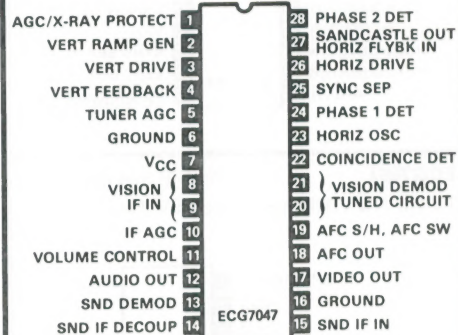 AGC/X-RAY PROTECT 1
VERT RAMP GEN 2
VERT DRIVE 3
VERT FEEDBACK 4
TUNER AGC 5
GROUND 6
VCC 7
VISION
IF IN
8
9
IF AGC 10
VOLUME CONTROL 11
AUDIO OUT 12
SND DEMOD 13
SND IF DECOUP 14
ECG7047
28 PHASE 2 DET
27 SANDCASTLE OUT
HORIZ FLYBK IN
26 HORIZ DRIVE
25 SYNC SEP
24 PHASE 1 DET
23 HORIZ OSC
22 COINCIDENCE DET
21
20
VISION DEMOD
TUNED CIRCUIT
19 AFC S/H, AFC SW
18 AFC OUT
17 VIDEO OUT
16 GROUND
15 SND IF IN